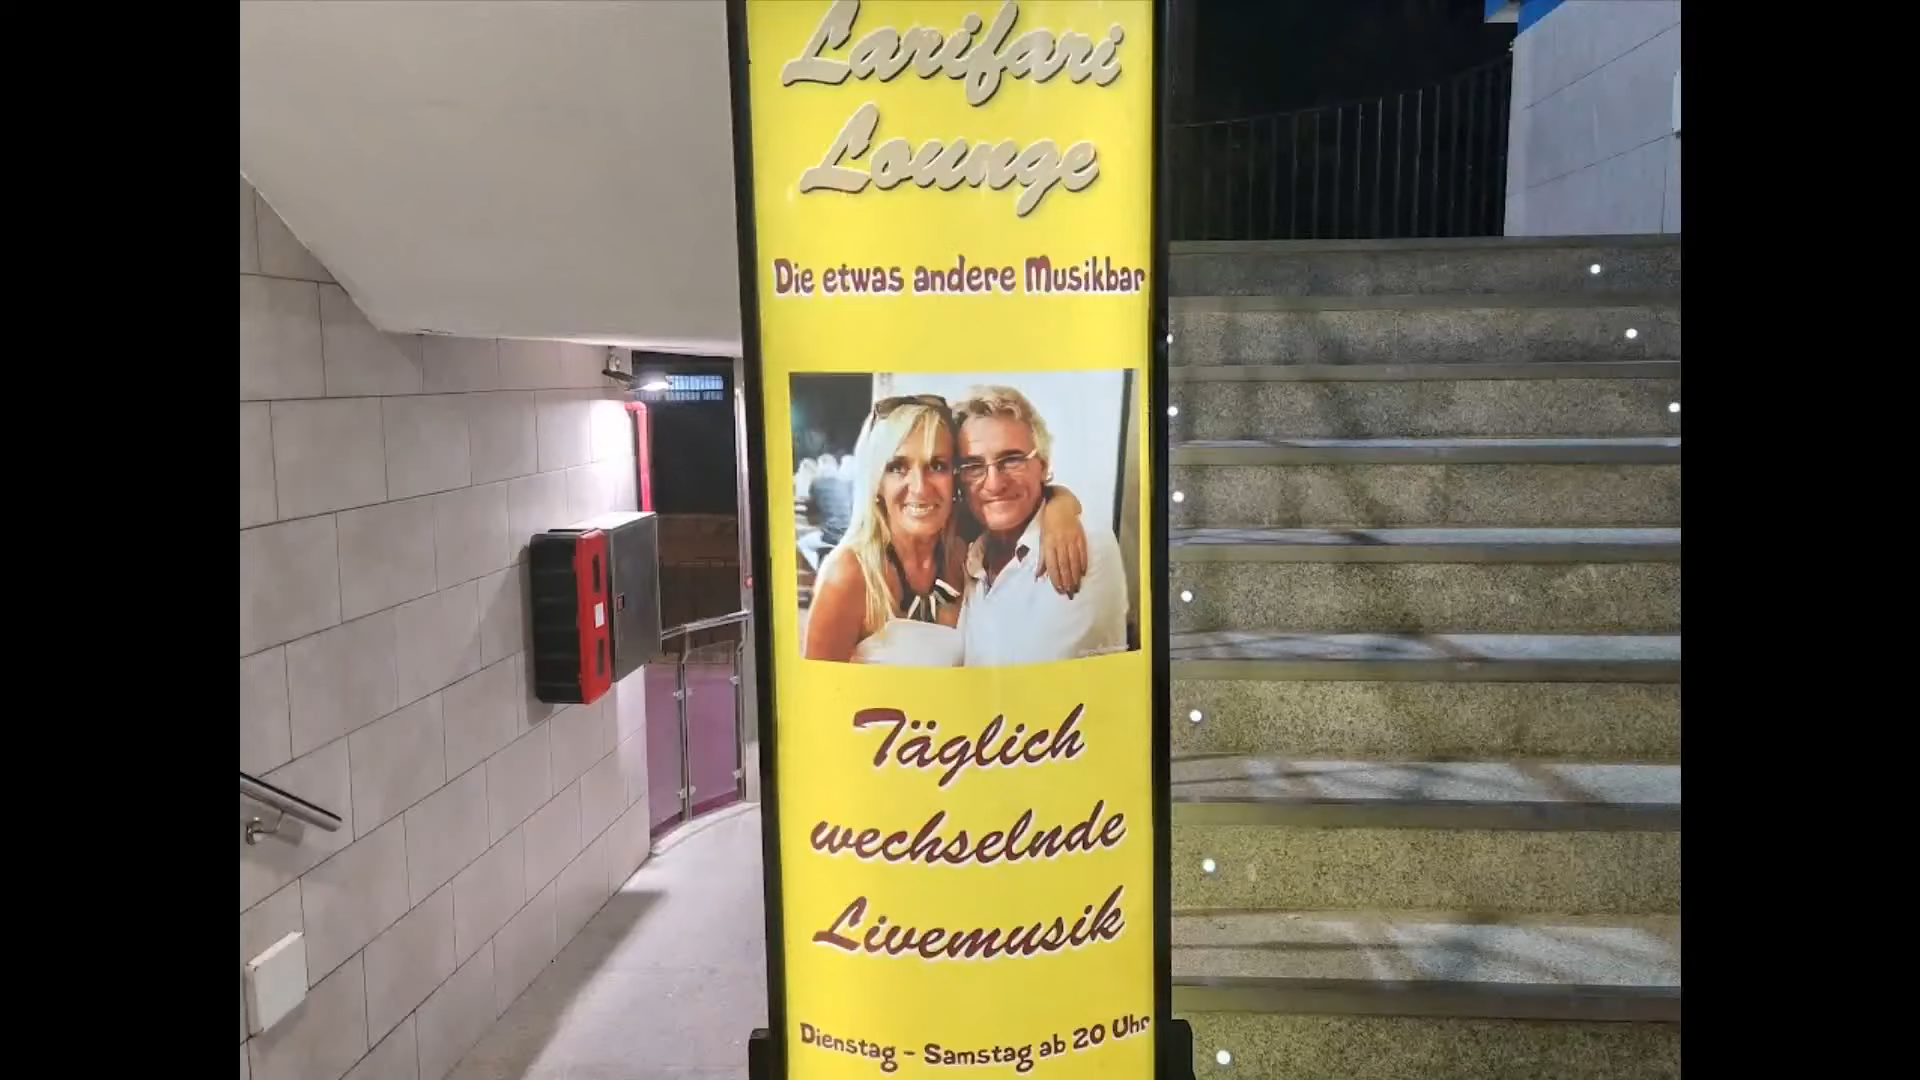 Larifari
Lounge
Die etwas andere Musikbar
Täglich
wechselnde
Livemusik
Dienstag - Samstag ab 20 Uhr